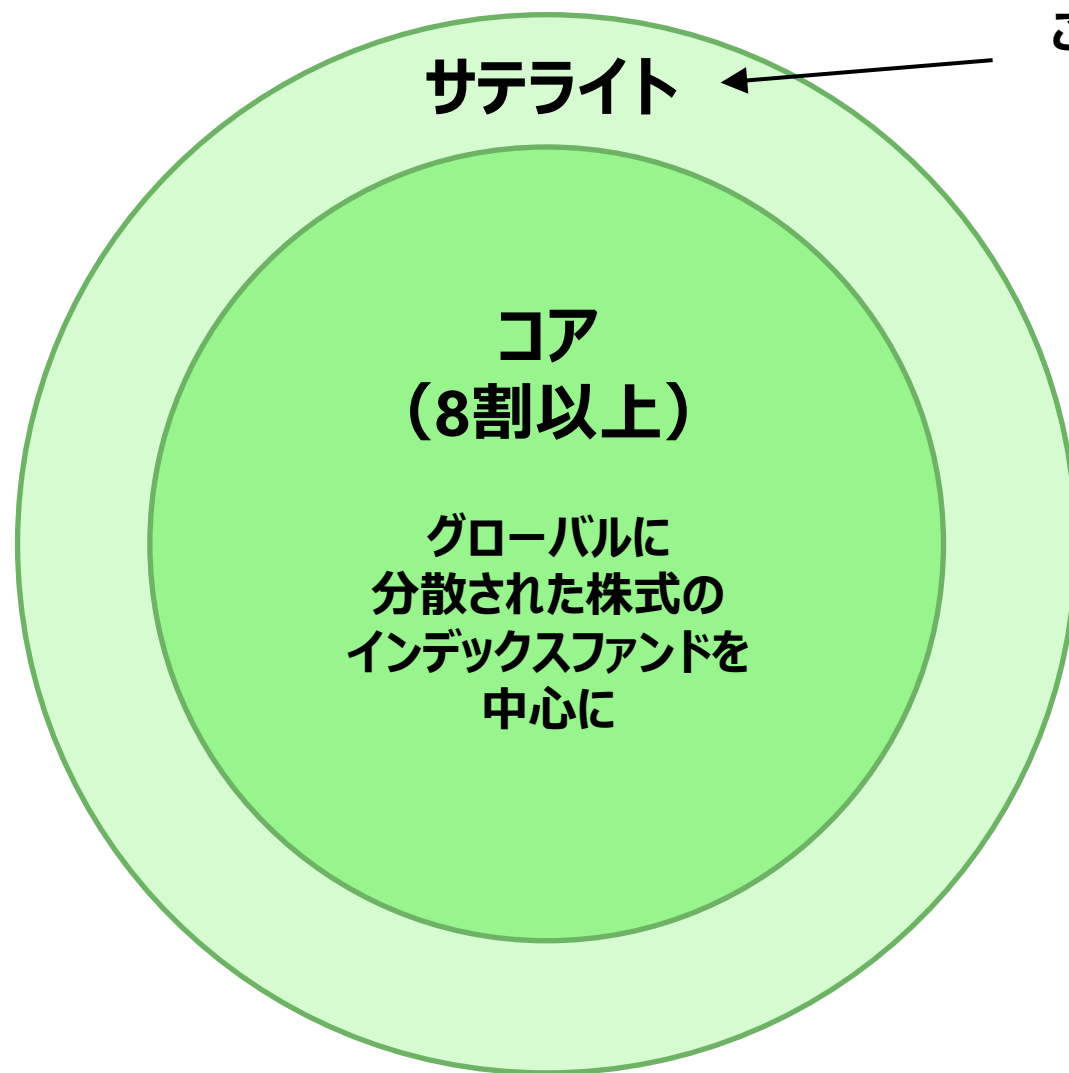 サテライト
コア
（8割以上）
グローバルに
分散された株式の
インデックスファンドを
中心に